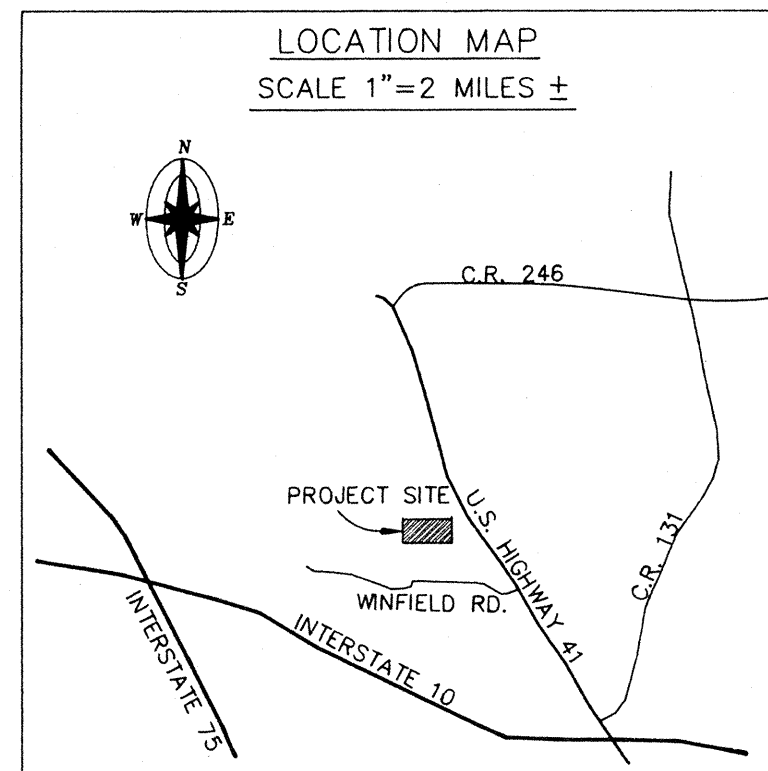 LOCATION MAP
SCALE 1"=2 MILES ±
N
W E
S
C.R. 246
PROJECT SITE
U.S. HIGHWAY 41
C.R. 131
WINFIELD RD.
INTERSTATE 75
INTERSTATE 10